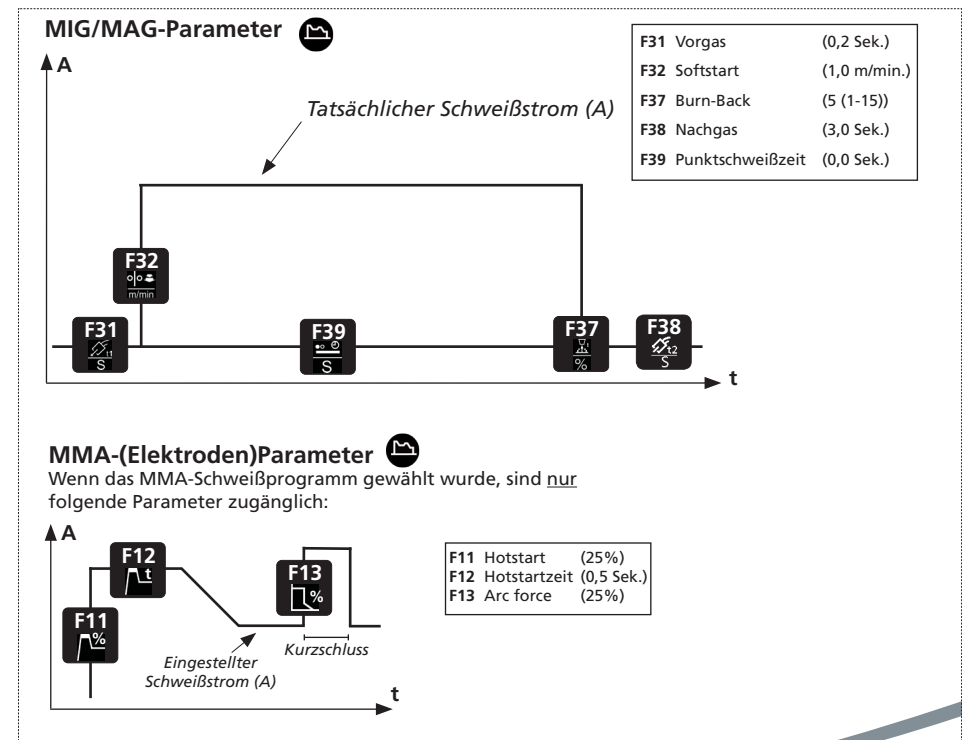 MIG/MAG-Parameter
A
Tatsächlicher Schweißstrom (A)
F31 Vorgas (0,2 Sek.)
F32 Softstart (1,0 m/min.)
F37 Burn-Back (5 (1-15))
F38 Nachgas (3,0 Sek.)
F39 Punktschweißzeit (0,0 Sek.)
F32
m/min
F31
t1
S
F39
S
F37
%
F38
t2
S
t
MMA-(Elektroden)Parameter
Wenn das MMA-Schweißprogramm gewählt wurde, sind nur
folgende Parameter zugänglich:
A
F12
t
F13
%
F11
%
Kurzschluss
Eingestellter
Schweißstrom (A)
t
F11 Hotstart (25%)
F12 Hotstartzeit (0,5 Sek.)
F13 Arc force (25%)